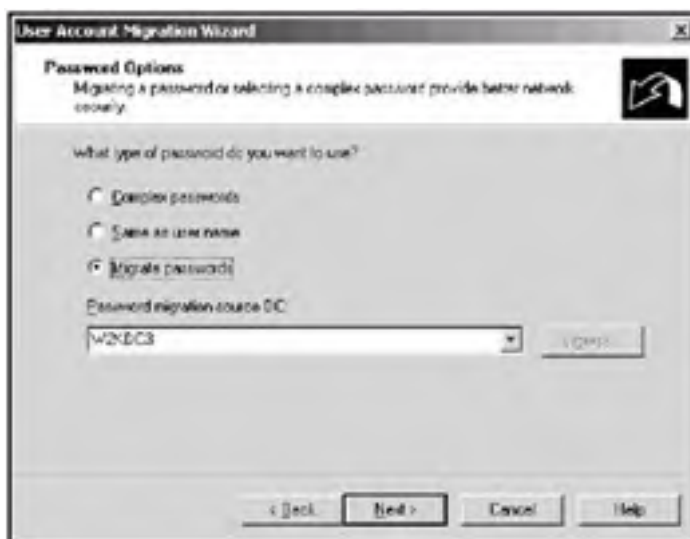 User Account Migration Wizard
Password Options
Migrating a password or selecting a complex password provide better network
security.
What type of password do you want to use?
Complex passwords
Same as user name
Migrate passwords
Password migration source DC:
W2KDC3
< Back
Next >
Cancel
Help